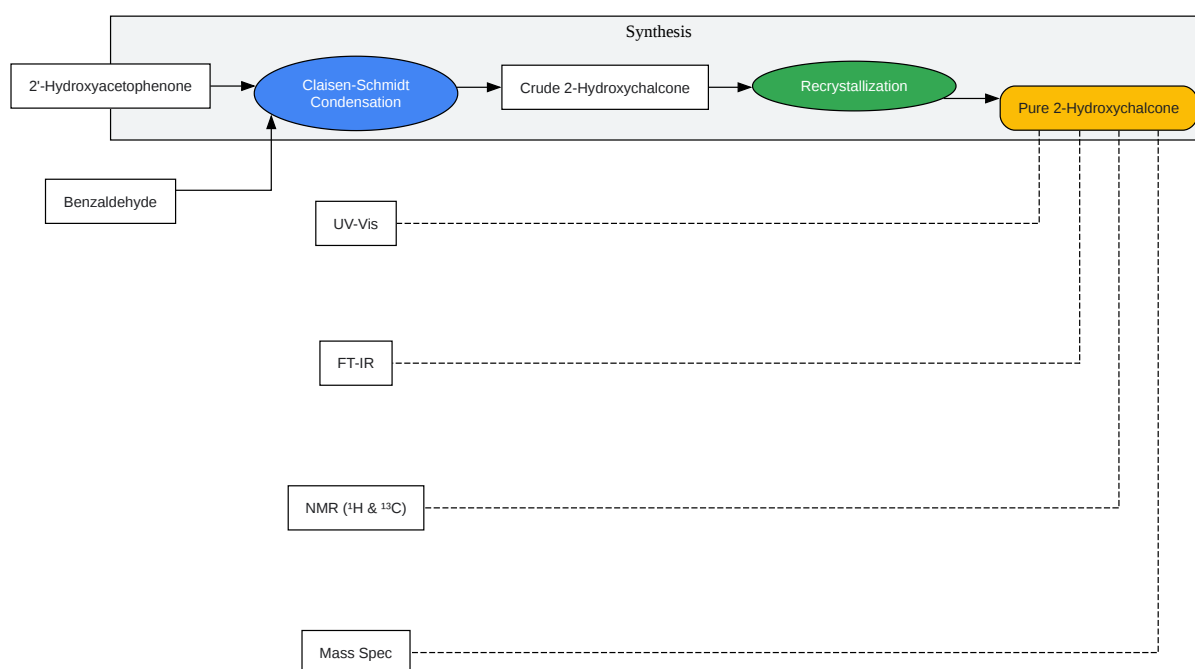 Synthesis
2'-Hydroxyacetophenone
Claisen-Schmidt
Condensation
Crude 2-Hydroxychalcone
Recrystallization
Pure 2-Hydroxychalcone
Benzaldehyde
UV-Vis
FT-IR
NMR (¹H & ¹³C)
Mass Spec